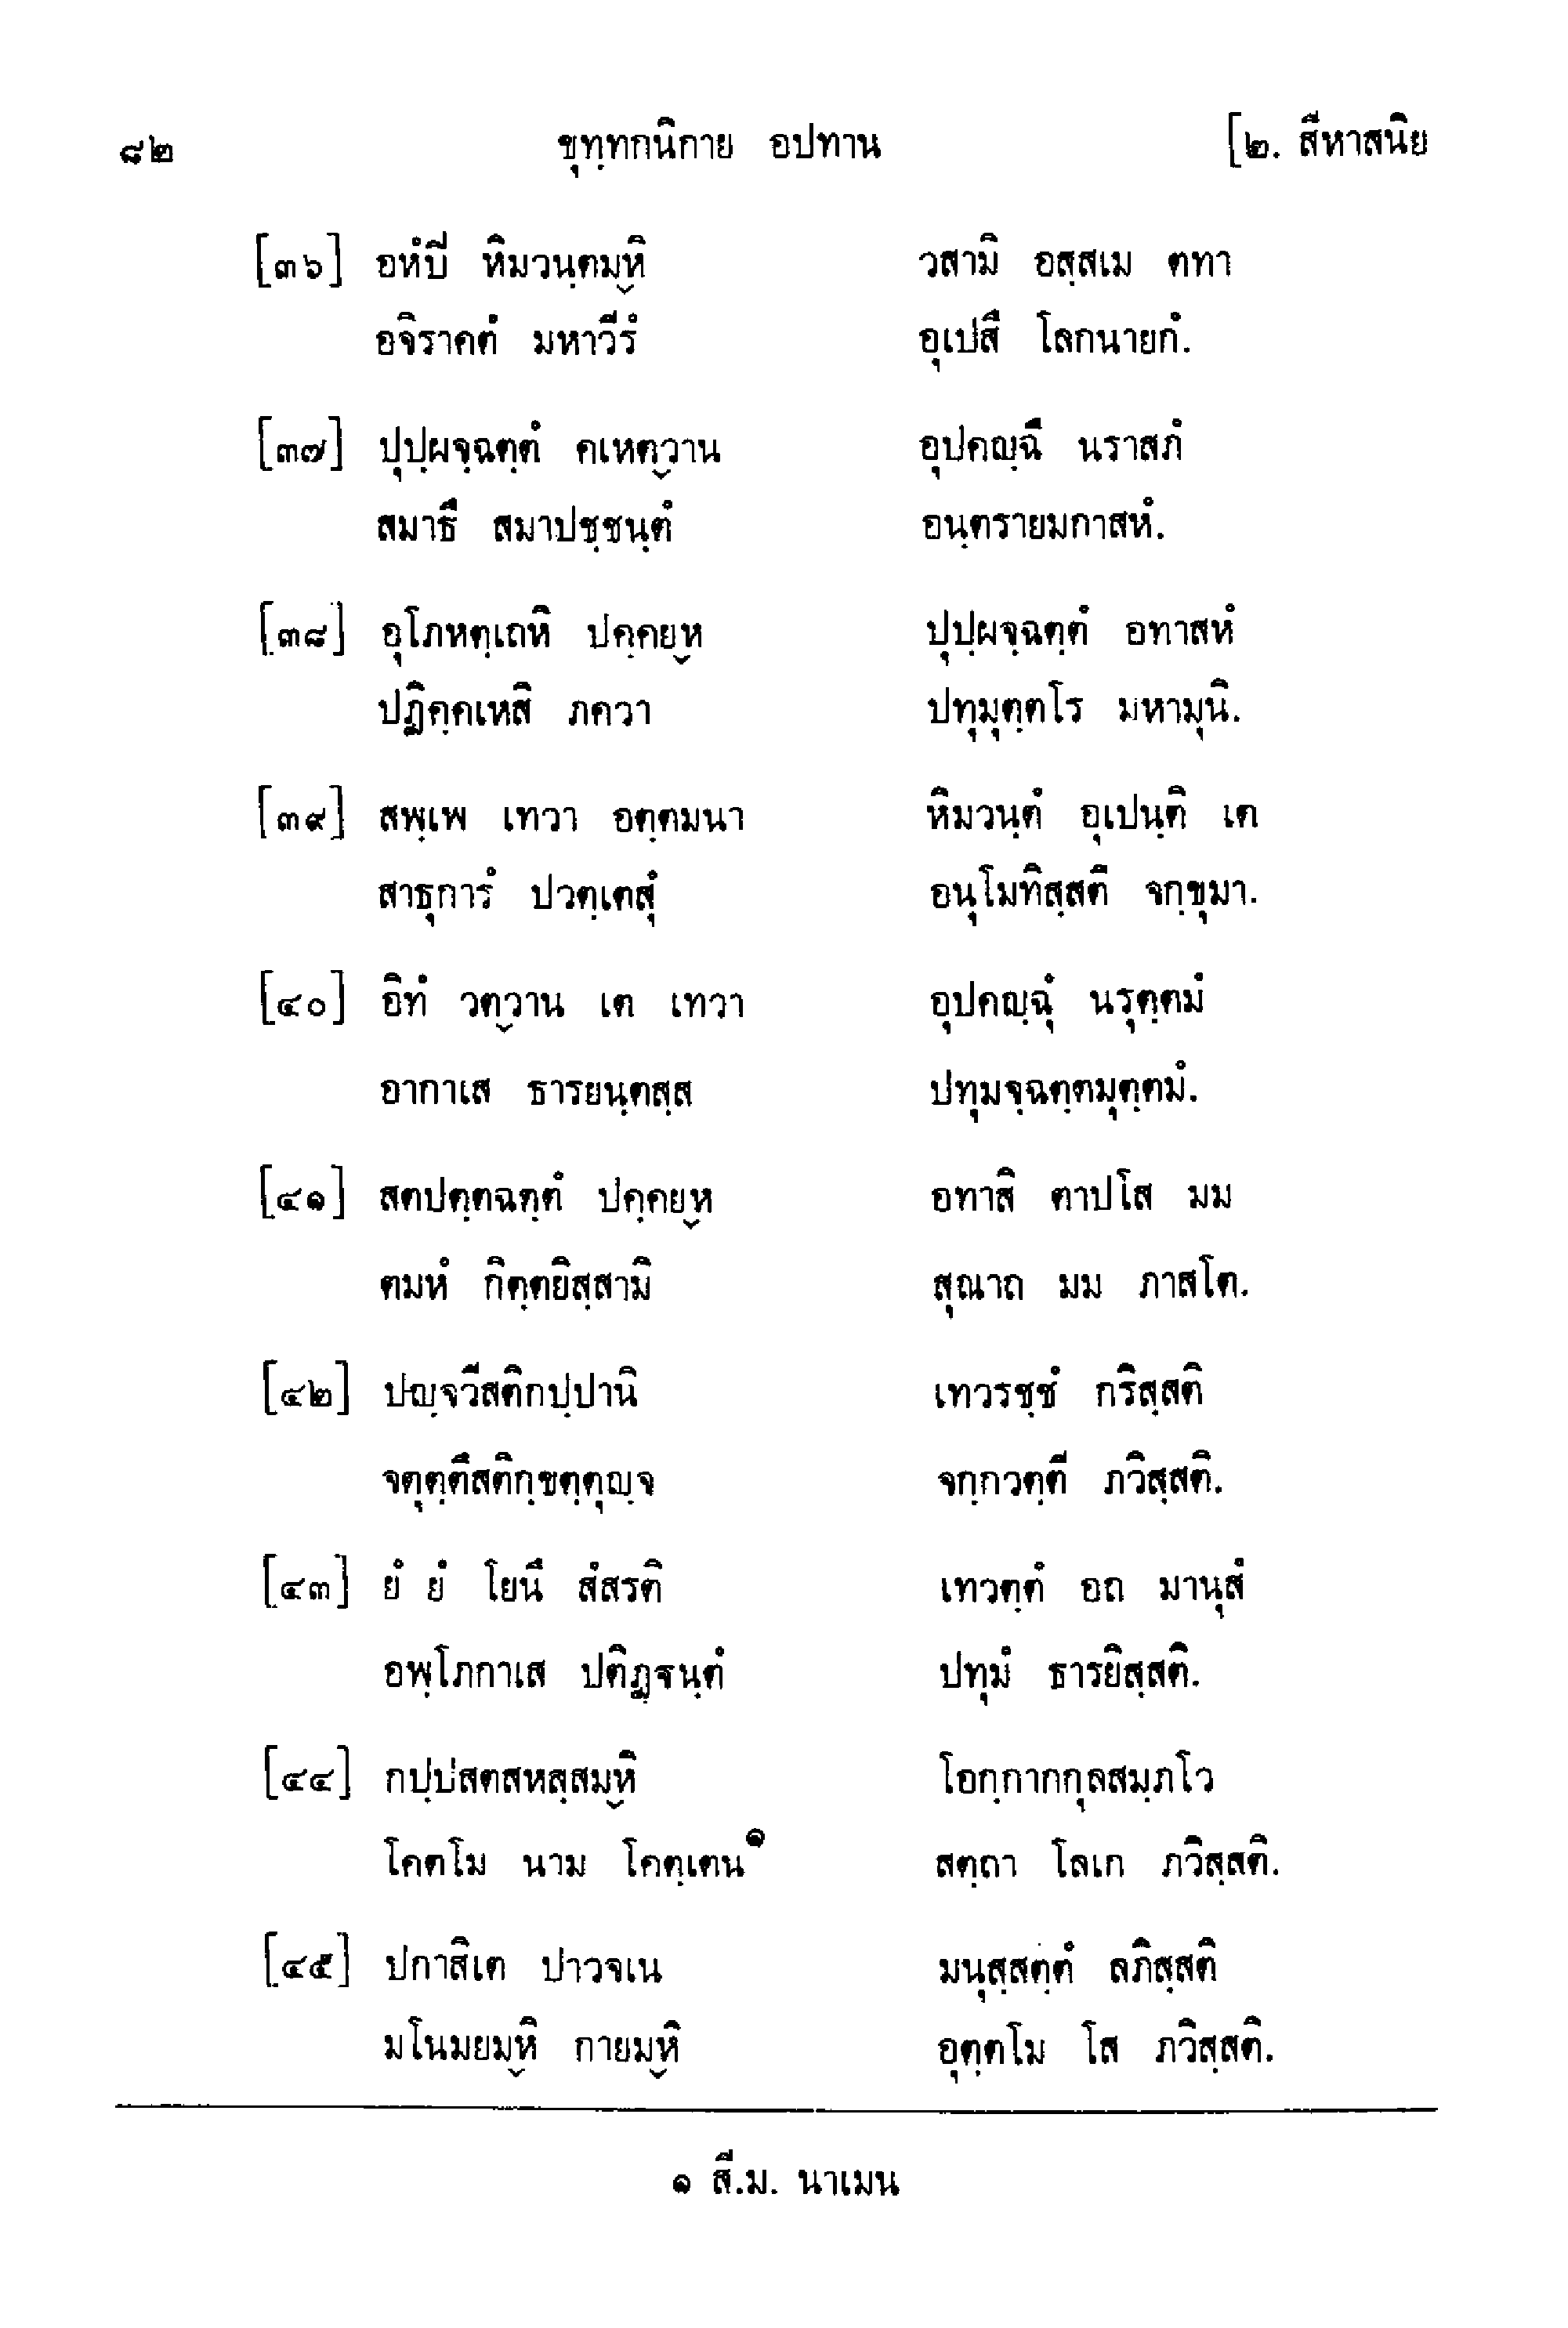 ๘๒ ขุทฺทกนิกาย อปทาน [๒. สีหาสนิย
[๓๖] อหํปิ หิมวนฺตมฺหิ วสามิ อสฺสเม ตทา
อจิราคตํ มหาวีรํ อุเปสึ โลกนายกํ.
[๓๗] ปุปฺผจฺฉตฺตํ คเหตฺวาน อุปคญฺฉึ นราสภํ
สมาธึ สมาปชฺชนฺตํ อนฺตรายมกาสหํ.
[๓๘] อุโภหตฺเถหิ ปคฺคยฺห ปุปฺผจฺฉตฺตํ อทาสหํ
ปฏิคฺคเหสิ ภควา ปทุมุตฺตโร มหามุนิ.
[๓๙] สพฺเพ เทวา อตฺตมนา หิมวนฺตํ อุเปนฺติ เต
สาธุการํ ปวตฺเตสุํ อนุโมทิสฺสติ จกฺขุมา.
[๔๐] อิทํ วตฺวาน เต เทวา อุปคญฺฉุํ นรุตฺตมํ
อากาเส ธารยนฺตสฺส ปทุมจฺฉตฺตมุตฺตมํ.
[๔๑] สตปตฺตฉตฺตํ ปคฺคยฺห อทาสิ ตาปโส มม
ตมหํ กิตฺตยิสฺสามิ สุณาถ มม ภาสโต.
[๔๒] ปญฺจวีสติกปฺปานิ เทวรชฺชํ กริสฺสติ
จตุตฺตึสติกฺขตฺตุญฺจ จกฺกวตฺตี ภวิสฺสติ.
[๔๓] ยํ ยํ โยนึ สํสรติ เทวตฺตํ อถ มานุสํ
อพฺโภกาเส ปติฏฺฐนฺตํ ปทุมํ ธารยิสฺสติ.
[๔๔] กปฺปสตสหสฺสมฺหิ โอกฺกากกุลสมฺภโว
โคตโม นาม โคตฺเตน๑ สตฺถา โลเก ภวิสฺสติ.
[๔๕] ปกาสิเต ปาวจเน มนุสฺสตฺตํ ลภิสฺสติ
มโนมยมฺหิ กายมฺหิ อุตฺตโม โส ภวิสฺสติ.
๑ สี.ม. นาเมน